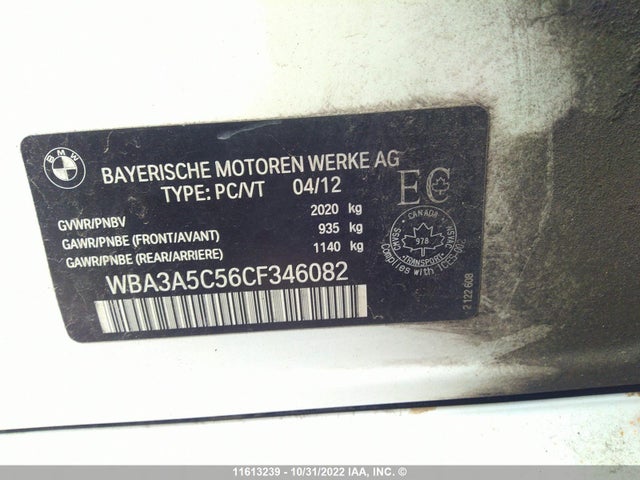 BMW
BAYERISCHE MOTOREN WERKE AG
TYPE: PC/VT 04/12
GVWR/PNBV 2020 kg
GAWR/PNBE (FRONT/AVANT) 935 kg
GAWR/PNBE (REAR/ARRIERE) 1140 kg
WBA3A5C56CF346082
EC
CANADA
978
TRANSPORT
Complies with
2 122 608
11613239 - 10/31/2022 IAA, INC. ©